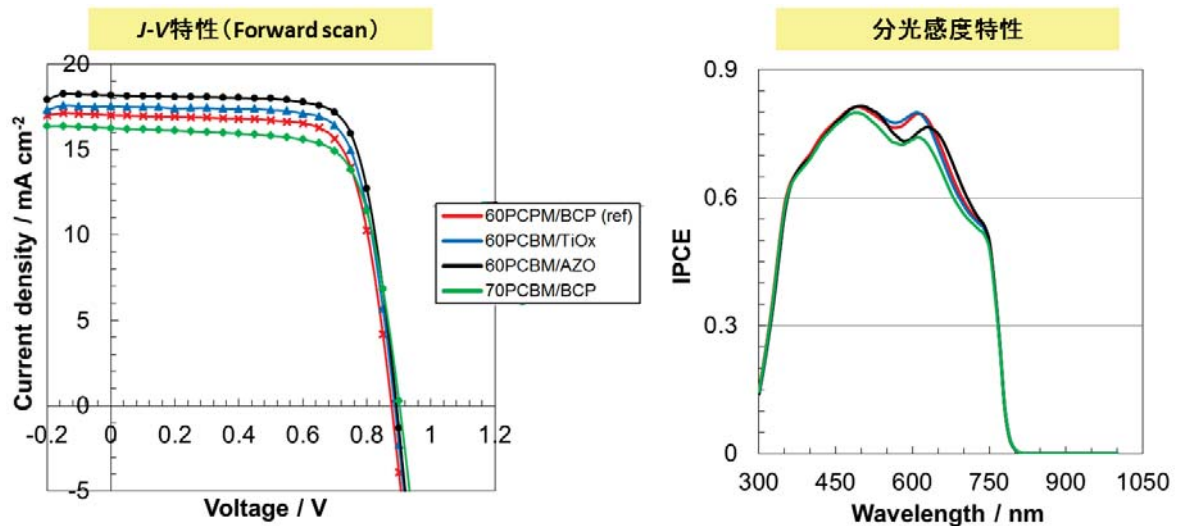 J-V特性（Forward scan）
分光感度特性
Current density / mA cm-2
20
15
10
5
0
-5
-0.2 0 0.2 0.4 0.6 0.8 1 1.2
Voltage / V
60PCPM/BCP (ref)
60PCBM/TiOx
60PCBM/AZO
70PCBM/BCP
IPCE
0.9
0.6
0.3
0
300 450 600 750 900 1050
Wavelength / nm